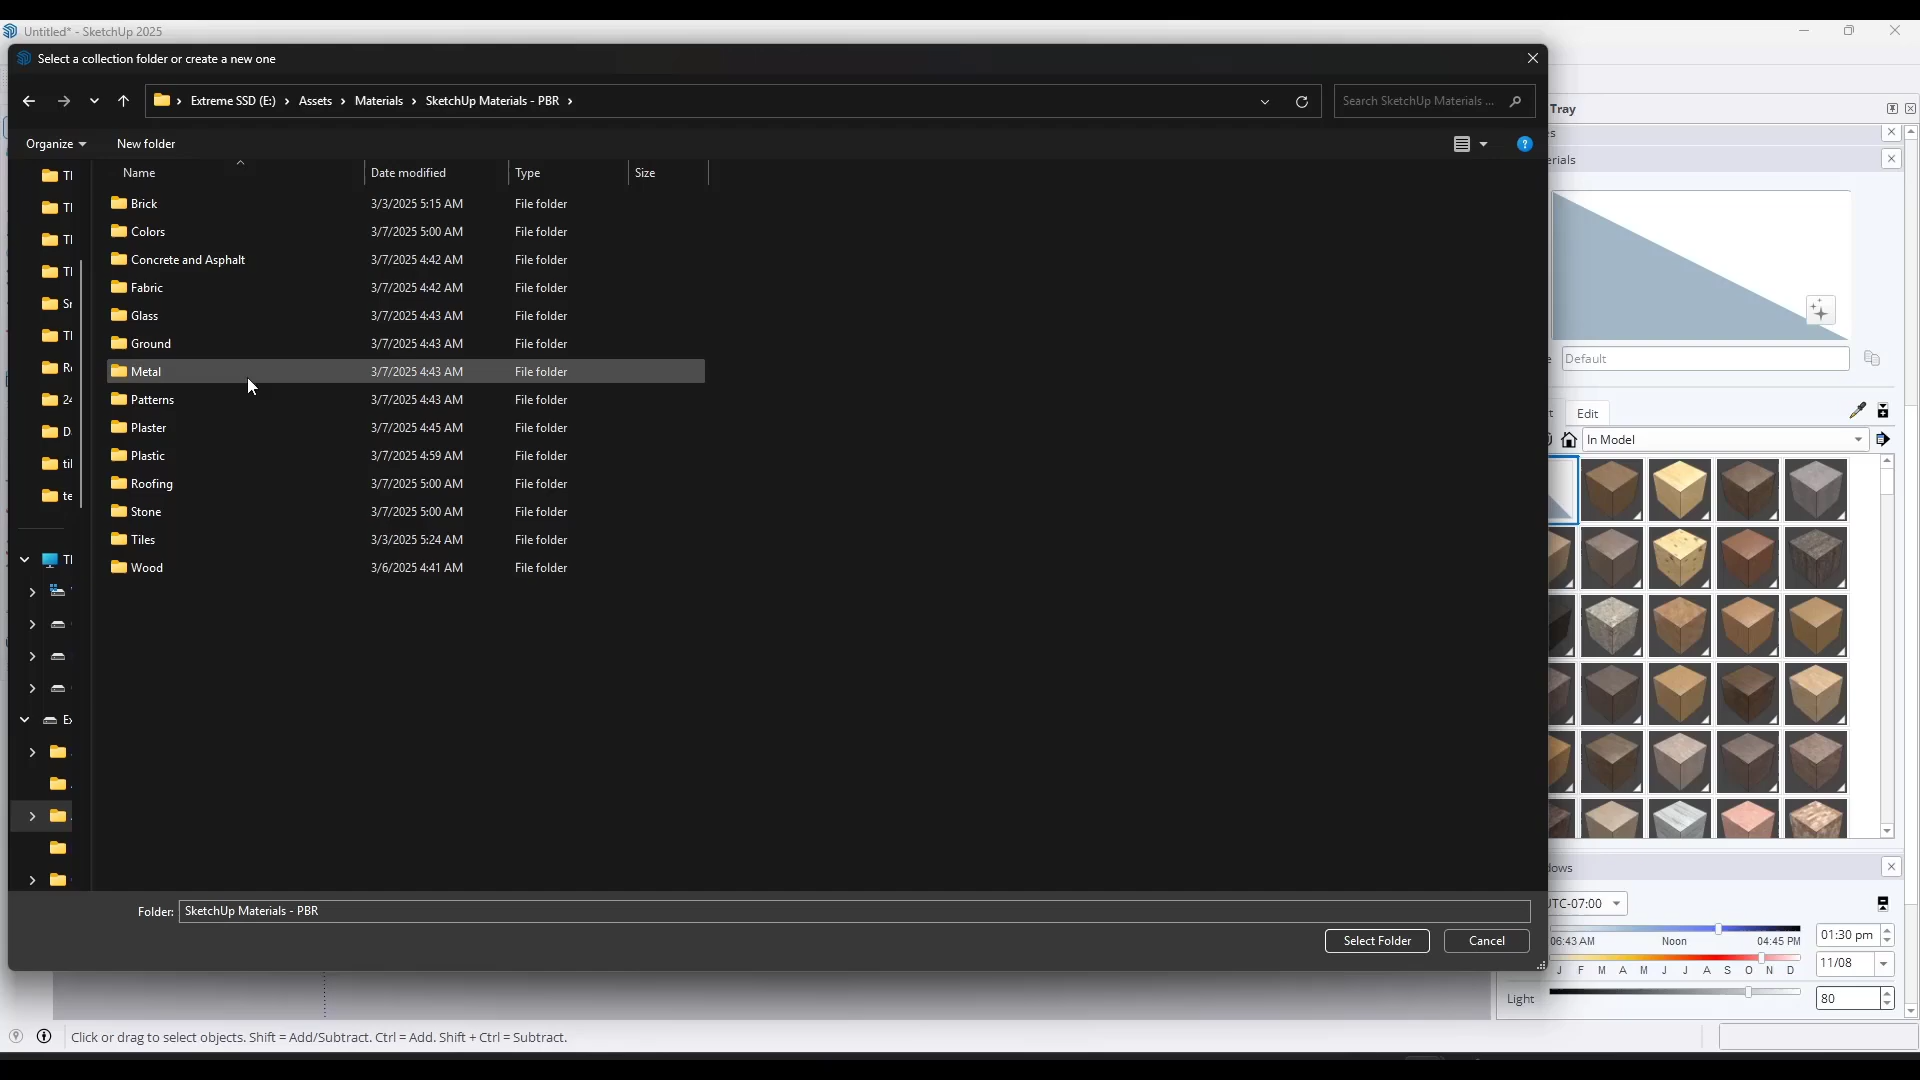 Untitled* - SketchUp 2025
Select a collection folder or create a new one
Extreme SSD (E:) > Assets > Materials > SketchUp Materials - PBR >
Search SketchUp Materials ...
Tray
Organize
New folder
Name
Date modified
Type
Size
Brick 3/3/2025 5:15 AM File folder
Colors 3/7/2025 5:00 AM File folder
Concrete and Asphalt 3/7/2025 4:42 AM File folder
Fabric 3/7/2025 4:42 AM File folder
Glass 3/7/2025 4:43 AM File folder
Ground 3/7/2025 4:43 AM File folder
Metal 3/7/2025 4:43 AM File folder
Patterns 3/7/2025 4:43 AM File folder
Plaster 3/7/2025 4:45 AM File folder
Plastic 3/7/2025 4:59 AM File folder
Roofing 3/7/2025 5:00 AM File folder
Stone 3/7/2025 5:00 AM File folder
Tiles 3/3/2025 5:24 AM File folder
Wood 3/6/2025 4:41 AM File folder
Folder: SketchUp Materials - PBR
Select Folder
Cancel
erials
Default
Edit
In Model
ows
UTC-07:00
06:43 AM Noon 04:45 PM
01:30 pm
J F M A M J J A S O N D
11/08
Light
80
Click or drag to select objects. Shift = Add/Subtract. Ctrl = Add. Shift + Ctrl = Subtract.